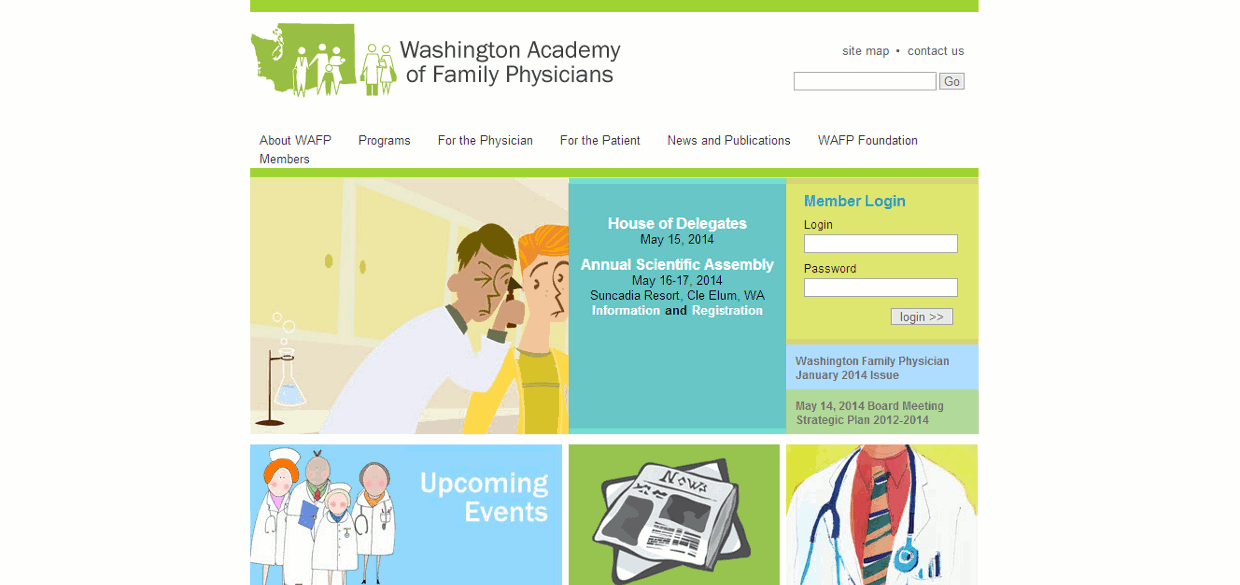 Washington Academy
of Family Physicians
site map • contact us
Go
About WAFP Programs For the Physician For the Patient News and Publications WAFP Foundation
Members
House of Delegates
May 15, 2014
Annual Scientific Assembly
May 16-17, 2014
Suncadia Resort, Cle Elum, WA
Information and Registration
Member Login
Login
Password
login >>
Washington Family Physician
January 2014 Issue
May 14, 2014 Board Meeting
Strategic Plan 2012-2014
Upcoming
Events
News